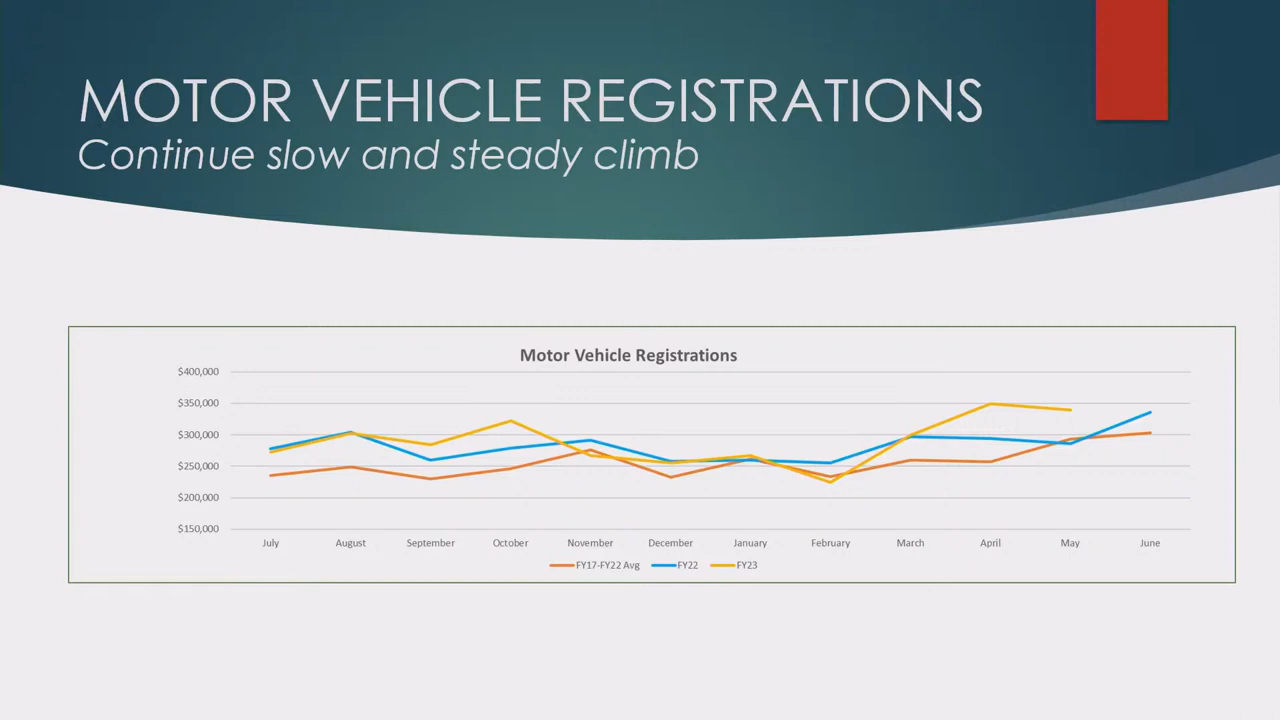 MOTOR VEHICLE REGISTRATIONS
Continue slow and steady climb
Motor Vehicle Registrations
$400,000
$350,000
$300,000
$250,000
$200,000
$150,000
July August September October November December January February March April May June
FY17-FY22 Avg FY22 FY23